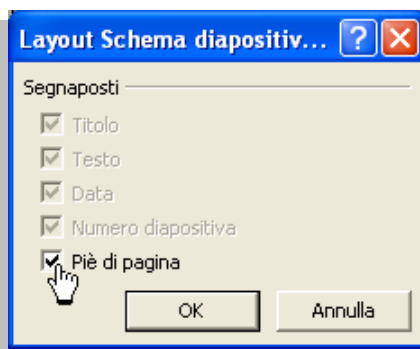 Layout Schema diapositiv...
Segnaposti
Titolo
Testo
Data
Numero diapositiva
Piè di pagina
OK Annulla